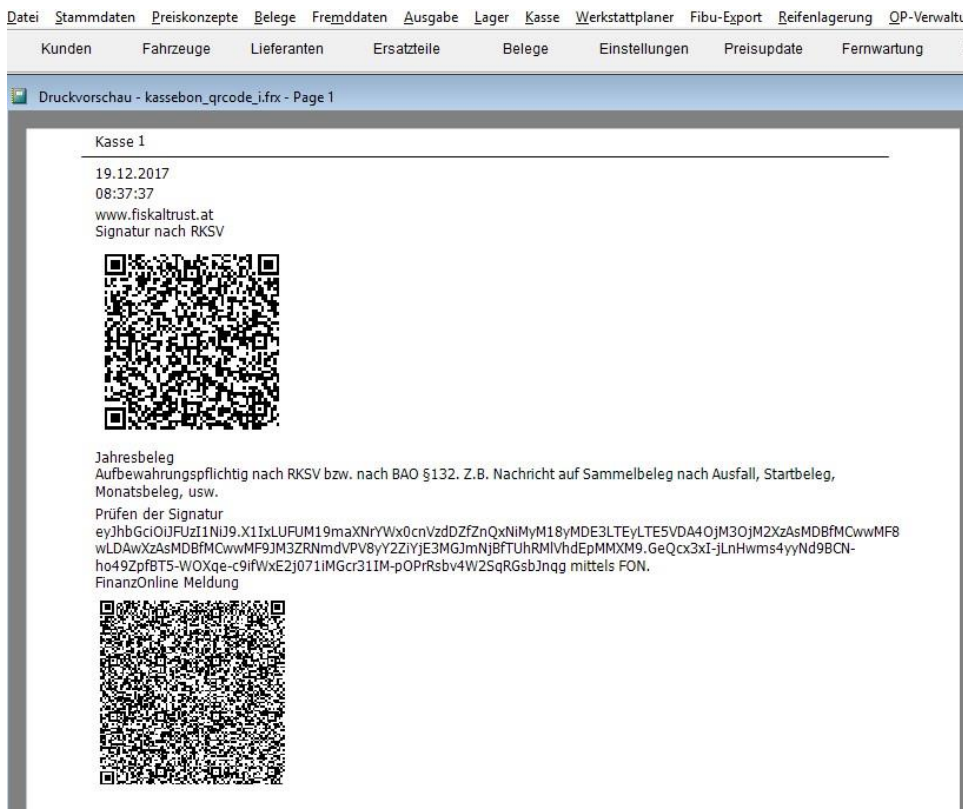 Datei Stammdaten Preiskonzepte Belege Fremddaten Ausgabe Lager Kasse Werkstattplaner Fibu-Export Reifenlagerung OP-Verwaltu
Kunden Fahrzeuge Lieferanten Ersatzteile Belege Einstellungen Preisupdate Fernwartung
Druckvorschau - kassebon_qrcode_i.frx - Page 1
Kasse 1
19.12.2017
08:37:37
www.fiskaltrust.at
Signatur nach RKSV
Jahresbeleg
Aufbewahrungspflichtig nach RKSV bzw. nach BAO §132. Z.B. Nachricht auf Sammelbeleg nach Ausfall, Startbeleg,
Monatsbeleg, usw.
Prüfen der Signatur
eyJhbGciOiJFUzI1NiJ9.X1IxLUFUM19maXNrYWx0cnVzdDZfZnQxNiMyM18yMDE3LTEyLTE5VDA4OjM3OjM2XzAsMDBfMCwwMF8
wLDAwXzAsMDBfMCwwMF9JM3ZRNmdVPV8yY2ZiYjE3MGJmNjBfTUhRMlVhdEpMMXM9.GeQcx3xI-jLnHwms4yyNd9BCN-
ho49ZpfBT5-WOXqe-c9ifWxE2j071iMGcr31IM-pOPrRsbv4W2SqRGsbJnqg mittels FON.
FinanzOnline Meldung